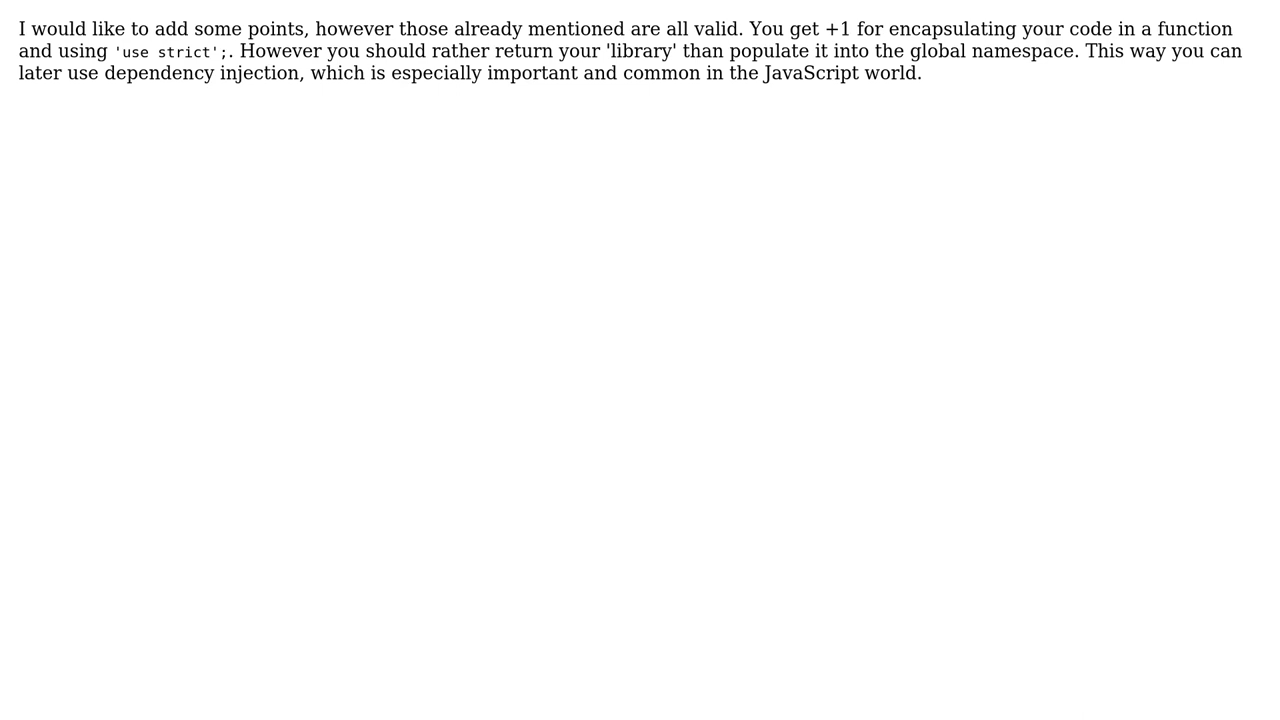 I would like to add some points, however those already mentioned are all valid. You get +1 for encapsulating your code in a function
and using 'use strict';. However you should rather return your 'library' than populate it into the global namespace. This way you can
later use dependency injection, which is especially important and common in the JavaScript world.